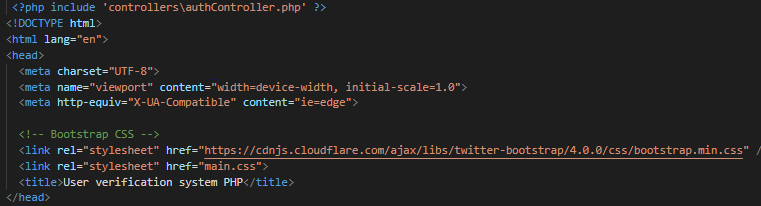 <?php include 'controllers\authController.php' ?>
<!DOCTYPE html>
<html lang="en">
<head>
<meta charset="UTF-8">
<meta name="viewport" content="width=device-width, initial-scale=1.0">
<meta http-equiv="X-UA-Compatible" content="ie=edge">
<!-- Bootstrap CSS -->
<link rel="stylesheet" href="https://cdnjs.cloudflare.com/ajax/libs/twitter-bootstrap/4.0.0/css/bootstrap.min.css" /
<link rel="stylesheet" href="main.css">
<title>User verification system PHP</title>
</head>